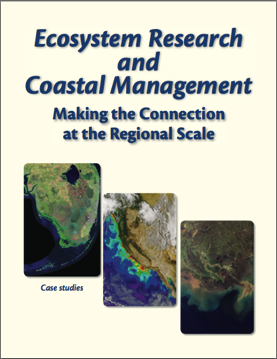 Ecosystem Research
and
Coastal Management
Making the Connection
at the Regional Scale
Case studies